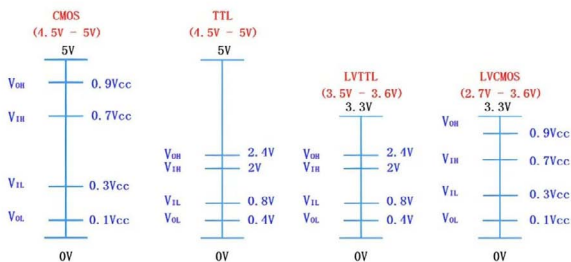 CMOS
(4.5V - 5V)
5V
VOH 0.9Vcc
VIH 0.7Vcc
VIL 0.3Vcc
VOL 0.1Vcc
0V
TTL
(4.5V - 5V)
5V
VOH 2.4V
VIH 2V
VIL 0.8V
VOL 0.4V
0V
LVTTL
(3.5V - 3.6V)
3.3V
VOH 2.4V
VIH 2V
VIL 0.8V
VOL 0.4V
0V
LVCMOS
(2.7V - 3.6V)
3.3V
VOH 0.9Vcc
VIH 0.7Vcc
VIL 0.3Vcc
VOL 0.1Vcc
0V